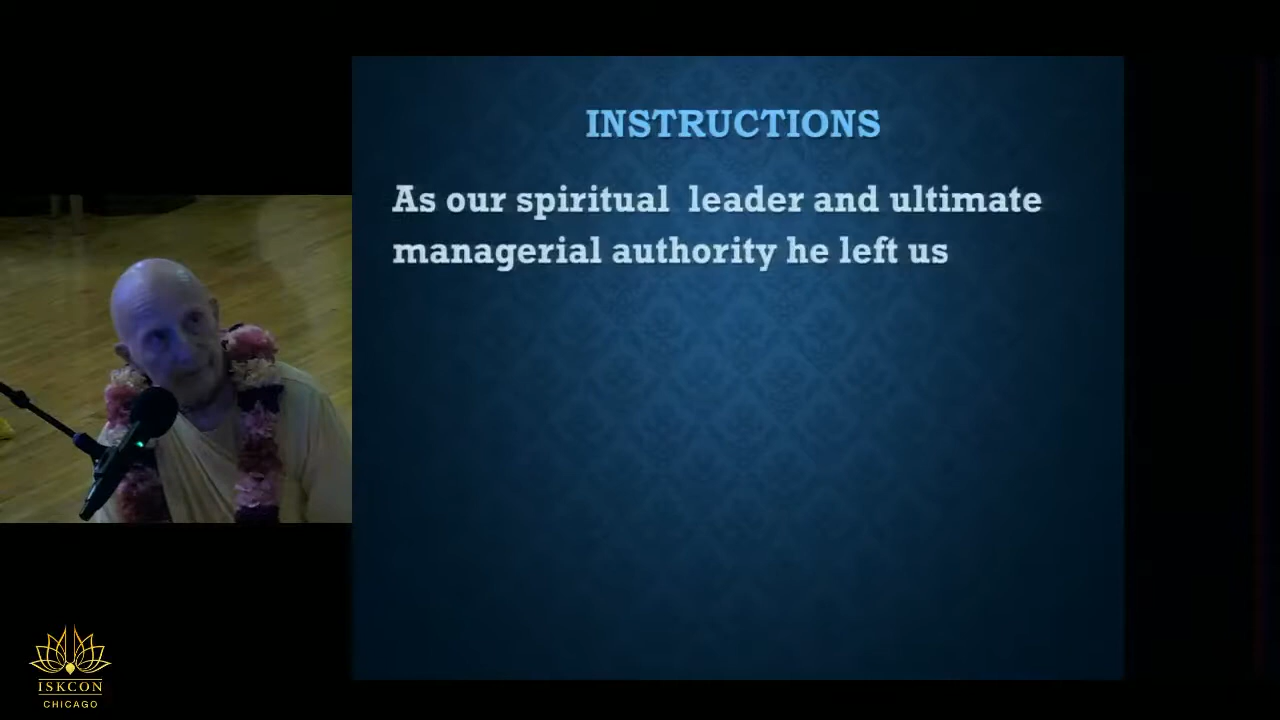 INSTRUCTIONS
As our spiritual leader and ultimate
managerial authority he left us
ISKCON
CHICAGO